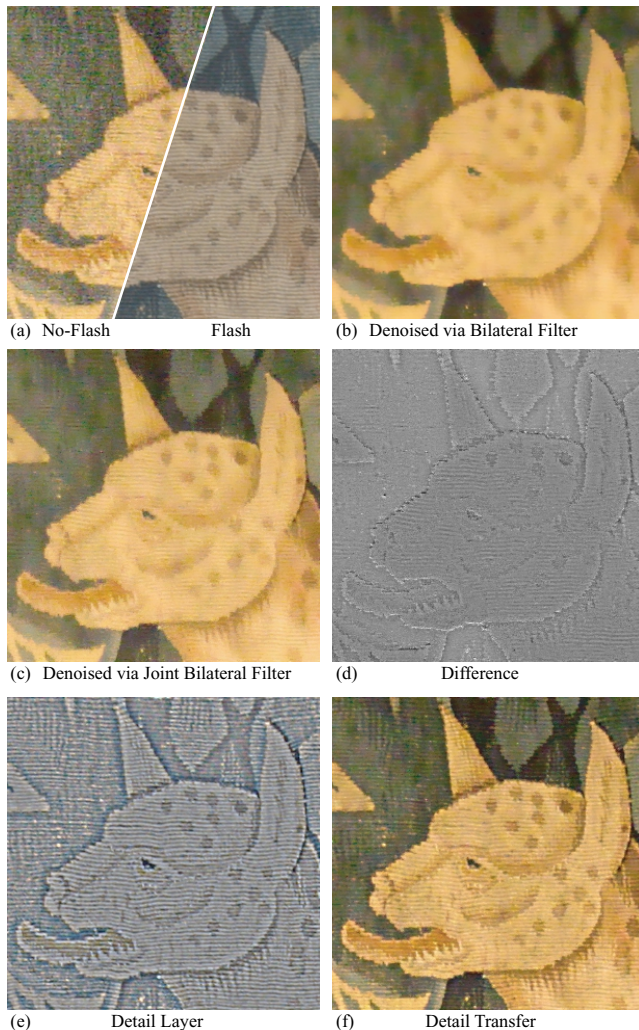 (a) No-Flash Flash
(b) Denoised via Bilateral Filter
(c) Denoised via Joint Bilateral Filter
(d) Difference
(e) Detail Layer
(f) Detail Transfer